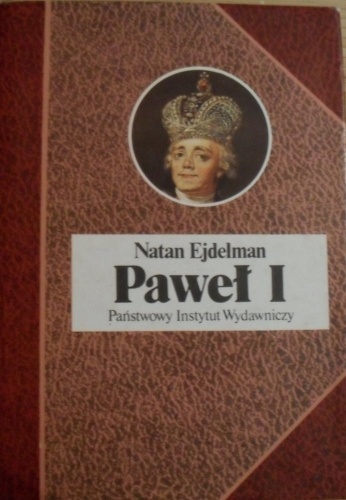 Natan Ejdelman
Paweł I
Państwowy Instytut Wydawniczy